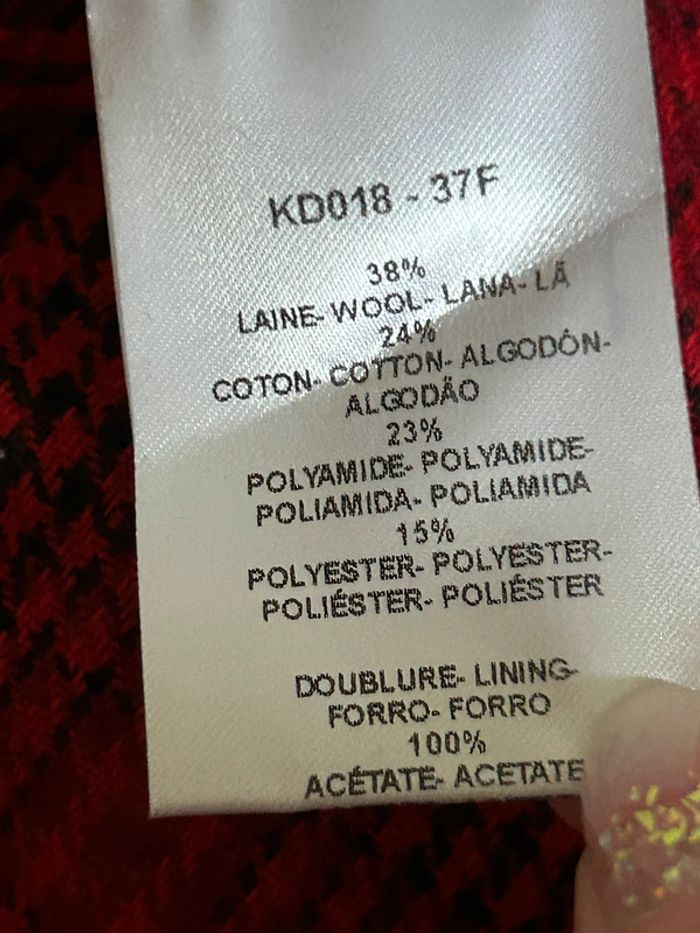 KD018 - 37F
38%
LAINE- WOOL- LANA- LÃ
24%
COTON- COTTON- ALGODÓN-
ALGODÃO
23%
POLYAMIDE- POLYAMIDE-
POLIAMIDA- POLIAMIDA
15%
POLYESTER- POLYESTER-
POLIÉSTER- POLIÉSTER
DOUBLURE- LINING-
FORRO- FORRO
100%
ACÉTATE- ACETATE